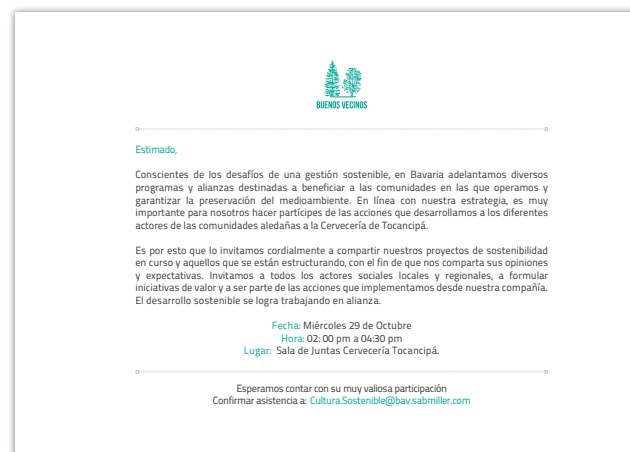 BUENOS VECINOS
Estimado,
Conscientes de los desafíos de una gestión sostenible, en Bavaria adelantamos diversos
programas y alianzas destinadas a beneficiar a las comunidades en las que operamos y
garantizar la preservación del medioambiente. En línea con nuestra estrategia, es muy
importante para nosotros hacer partícipes de las acciones que desarrollamos a los diferentes
actores de las comunidades aledañas a la Cervecería de Tocancipá.
Es por esto que lo invitamos cordialmente a compartir nuestros proyectos de sostenibilidad
en curso y aquellos que se están estructurando, con el fin de que nos comparta sus opiniones
y expectativas. Invitamos a todos los actores sociales locales y regionales, a formular
iniciativas de valor y a ser parte de las acciones que implementamos desde nuestra compañía.
El desarrollo sostenible se logra trabajando en alianza.
Fecha: Miércoles 29 de Octubre
Hora: 02: 00 pm a 04:30 pm
Lugar: Sala de Juntas Cervecería Tocancipá.
Esperamos contar con su muy valiosa participación
Confirmar asistencia a: Cultura.Sostenible@bav.sabmiller.com